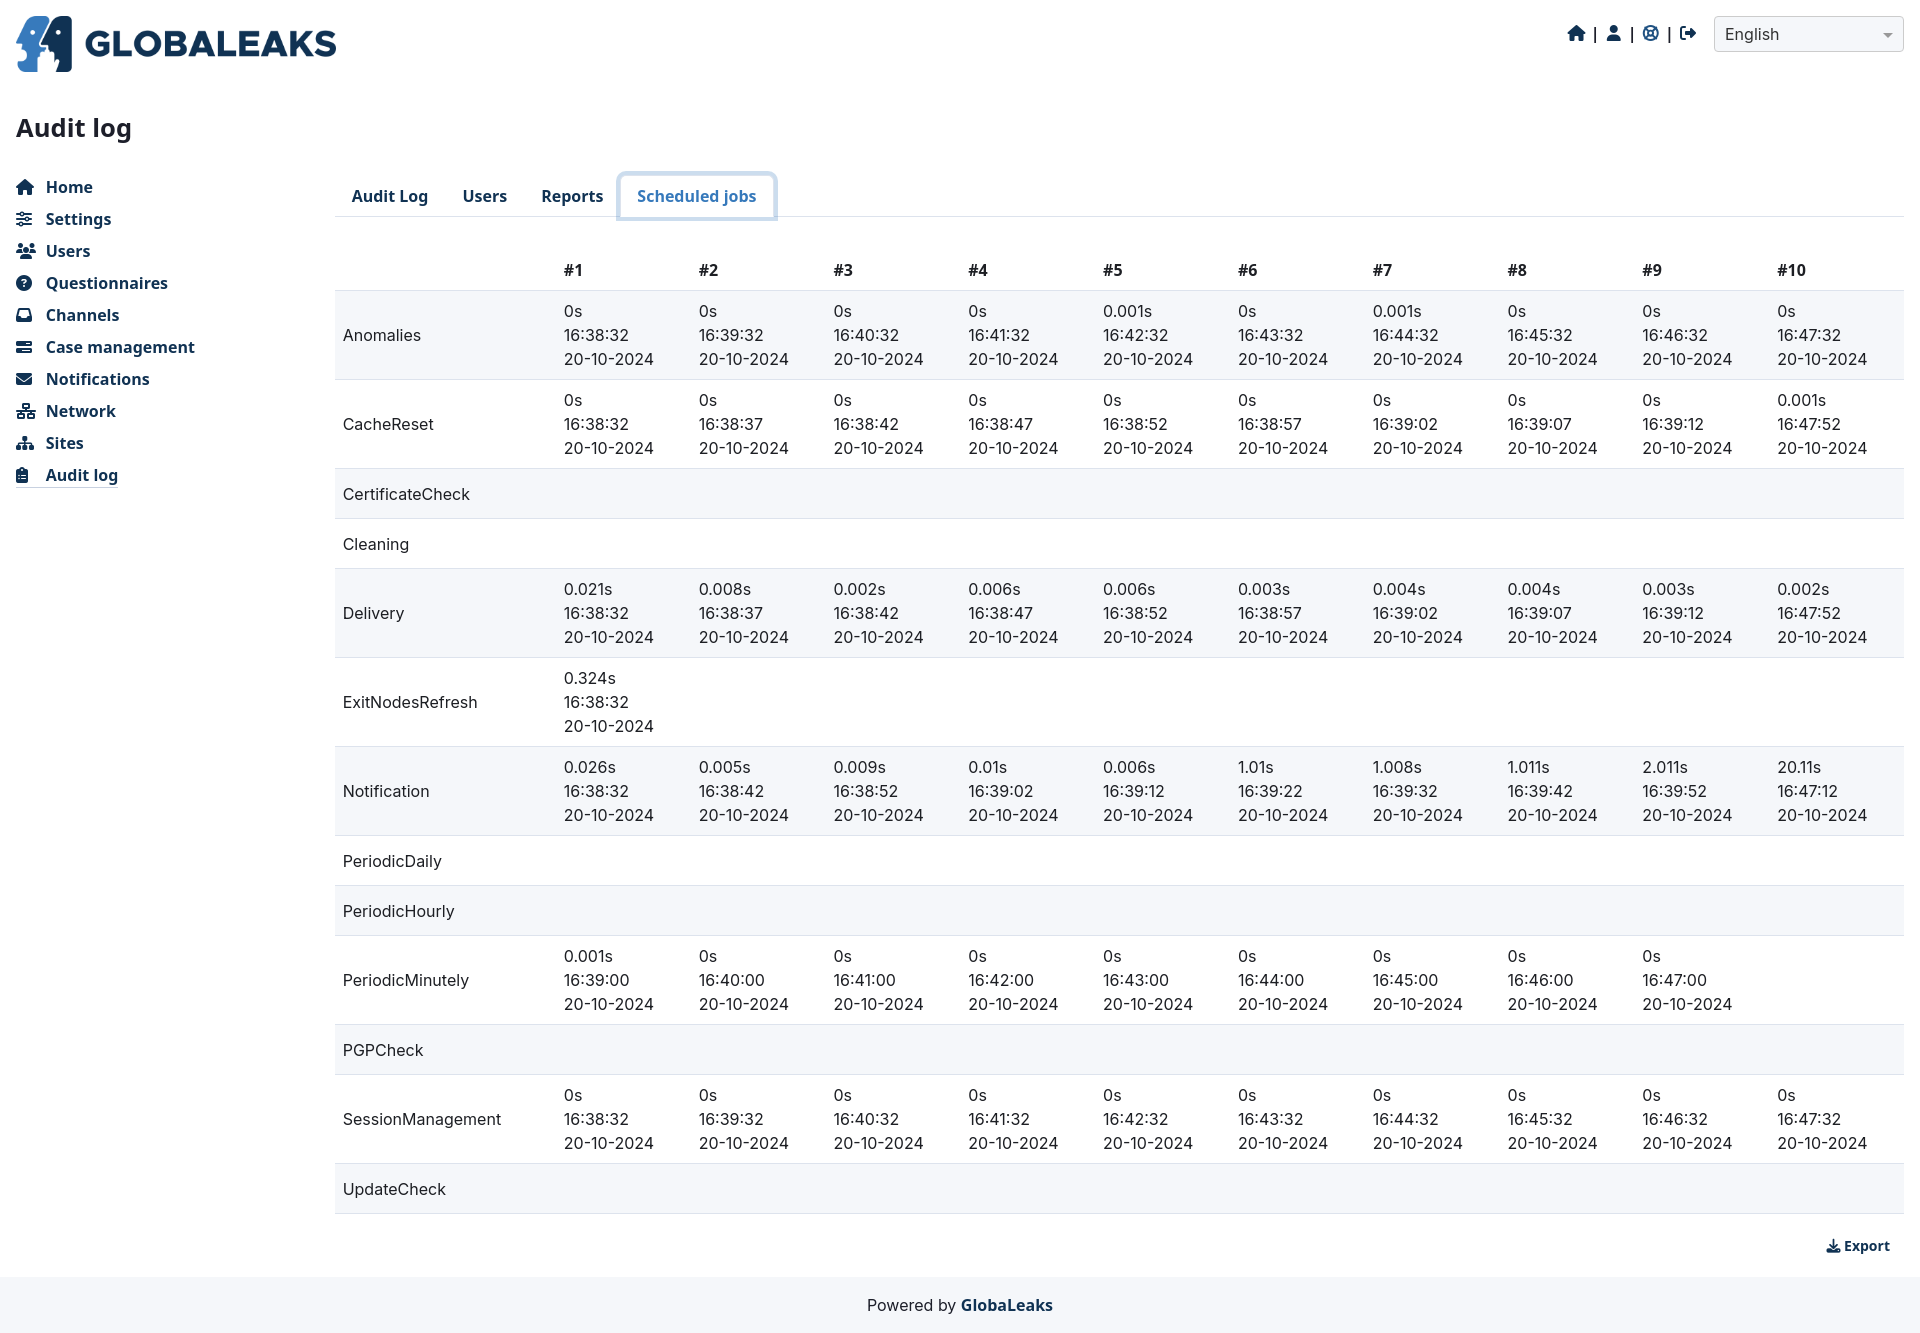 GLOBALEAKS
| | | English
Audit log
Home
Settings
Users
Questionnaires
Channels
Case management
Notifications
Network
Sites
Audit log
Audit Log Users Reports Scheduled jobs
#1 #2 #3 #4 #5 #6 #7 #8 #9 #10
Anomalies
0s 0s 0s 0s 0.001s 0s 0.001s 0s 0s 0s
16:38:32 16:39:32 16:40:32 16:41:32 16:42:32 16:43:32 16:44:32 16:45:32 16:46:32 16:47:32
20-10-2024 20-10-2024 20-10-2024 20-10-2024 20-10-2024 20-10-2024 20-10-2024 20-10-2024 20-10-2024 20-10-2024
CacheReset
0s 0s 0s 0s 0s 0s 0s 0s 0s 0.001s
16:38:32 16:38:37 16:38:42 16:38:47 16:38:52 16:38:57 16:39:02 16:39:07 16:39:12 16:47:52
20-10-2024 20-10-2024 20-10-2024 20-10-2024 20-10-2024 20-10-2024 20-10-2024 20-10-2024 20-10-2024 20-10-2024
CertificateCheck
Cleaning
Delivery
0.021s 0.008s 0.002s 0.006s 0.006s 0.003s 0.004s 0.004s 0.003s 0.002s
16:38:32 16:38:37 16:38:42 16:38:47 16:38:52 16:38:57 16:39:02 16:39:07 16:39:12 16:47:52
20-10-2024 20-10-2024 20-10-2024 20-10-2024 20-10-2024 20-10-2024 20-10-2024 20-10-2024 20-10-2024 20-10-2024
ExitNodesRefresh
0.324s
16:38:32
20-10-2024
Notification
0.026s 0.005s 0.009s 0.01s 0.006s 1.01s 1.008s 1.011s 2.011s 20.11s
16:38:32 16:38:42 16:38:52 16:39:02 16:39:12 16:39:22 16:39:32 16:39:42 16:39:52 16:47:12
20-10-2024 20-10-2024 20-10-2024 20-10-2024 20-10-2024 20-10-2024 20-10-2024 20-10-2024 20-10-2024 20-10-2024
PeriodicDaily
PeriodicHourly
PeriodicMinutely
0.001s 0s 0s 0s 0s 0s 0s 0s 0s
16:39:00 16:40:00 16:41:00 16:42:00 16:43:00 16:44:00 16:45:00 16:46:00 16:47:00
20-10-2024 20-10-2024 20-10-2024 20-10-2024 20-10-2024 20-10-2024 20-10-2024 20-10-2024 20-10-2024
PGPCheck
SessionManagement
0s 0s 0s 0s 0s 0s 0s 0s 0s 0s
16:38:32 16:39:32 16:40:32 16:41:32 16:42:32 16:43:32 16:44:32 16:45:32 16:46:32 16:47:32
20-10-2024 20-10-2024 20-10-2024 20-10-2024 20-10-2024 20-10-2024 20-10-2024 20-10-2024 20-10-2024 20-10-2024
UpdateCheck
Export
Powered by GlobaLeaks